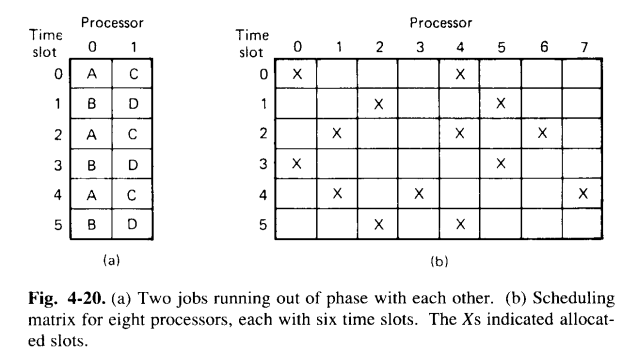 Processor
Time
slot 0 1
0 A C
1 B D
2 A C
3 B D
4 A C
5 B D
(a)
Processor
Time
slot 0 1 2 3 4 5 6 7
0 X X
1 X X
2 X X X
3 X X
4 X X X
5 X X
(b)
Fig. 4-20. (a) Two jobs running out of phase with each other. (b) Scheduling
matrix for eight processors, each with six time slots. The Xs indicated allocat-
ed slots.